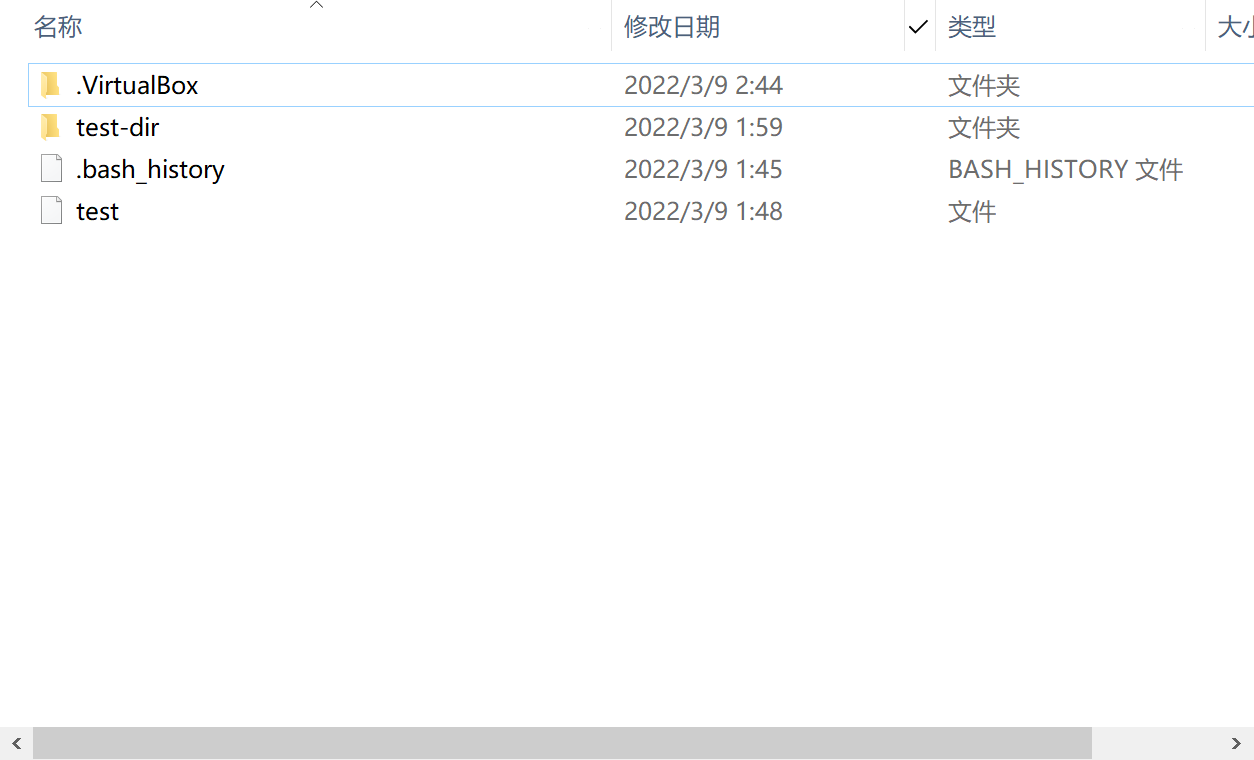 名称 修改日期 类型 大小
.VirtualBox 2022/3/9 2:44 文件夹
test-dir 2022/3/9 1:59 文件夹
.bash_history 2022/3/9 1:45 BASH_HISTORY 文件
test 2022/3/9 1:48 文件